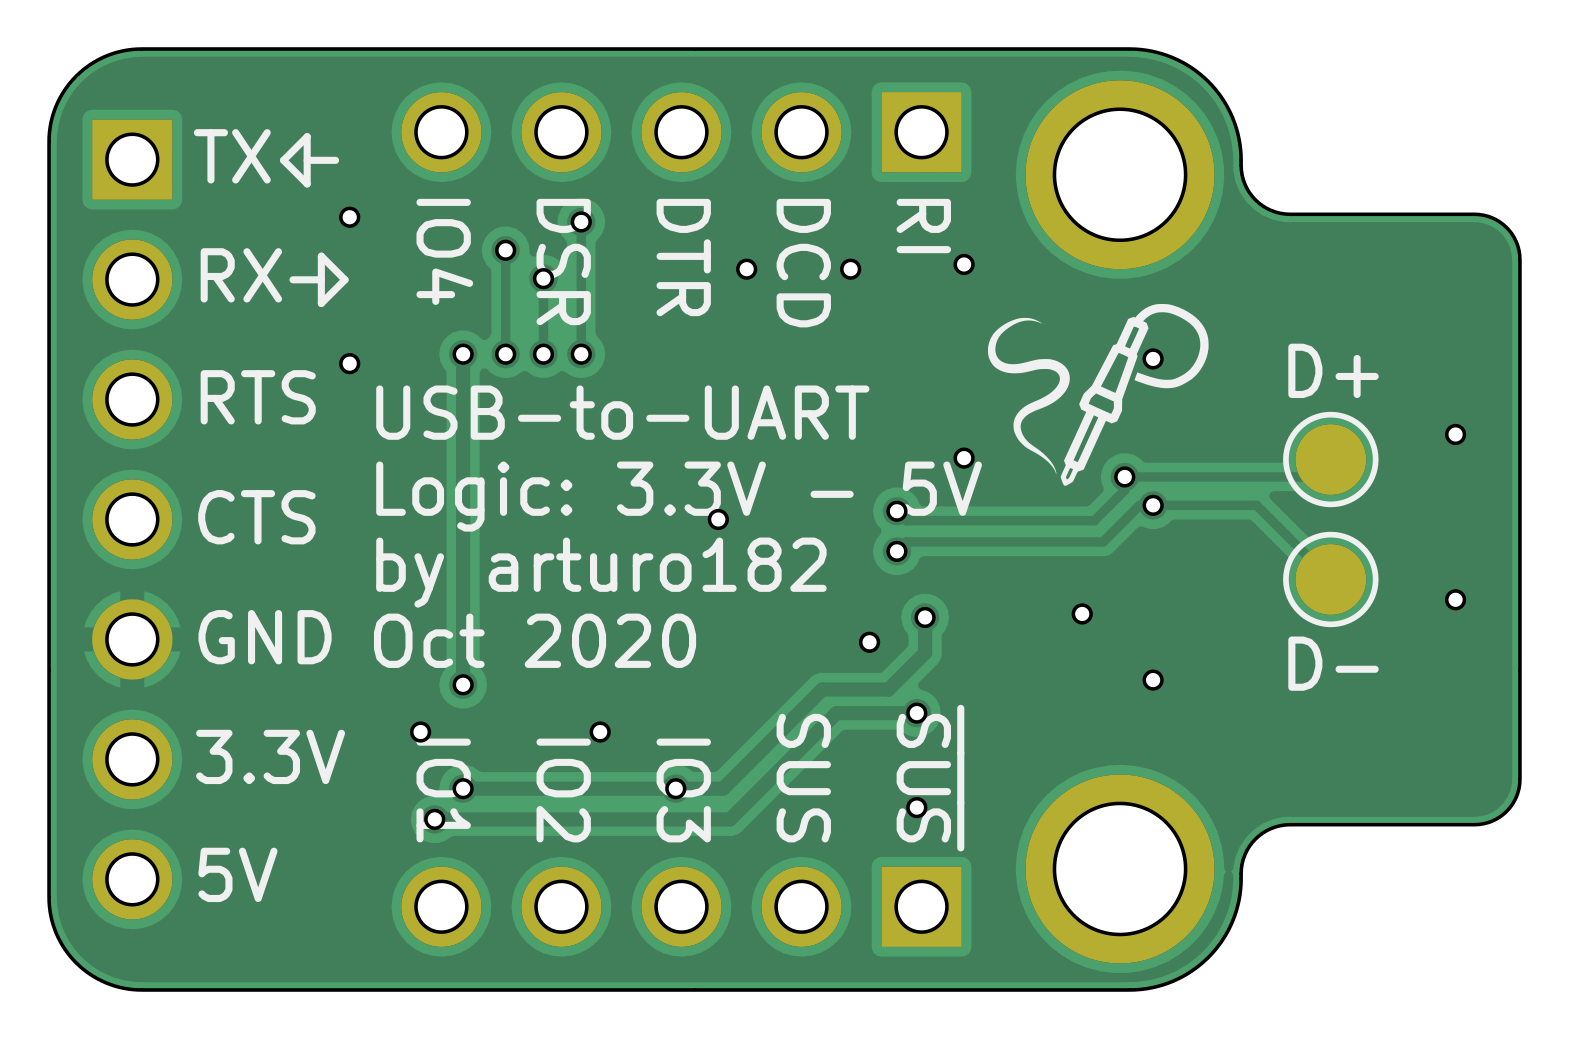 TX
RX
RTS
CTS
GND
3.3V
5V
IO4
DSR
DTR
DCD
RI
USB-to-UART
Logic: 3.3V - 5V
by arturo182
Oct 2020
D+
D-
IO1
IO2
IO3
SUS
SUS